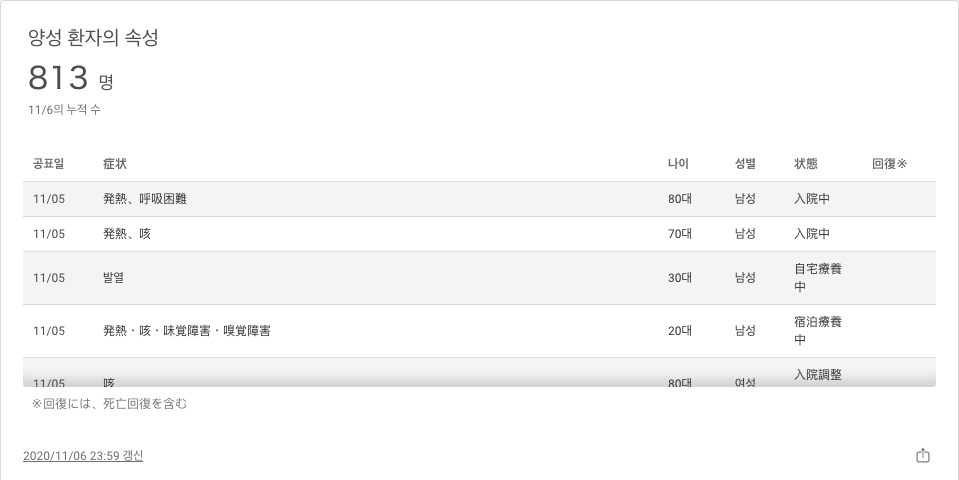 양성 환자의 속성
813 명
11/6의 누적 수
공표일 症状 나이 성별 状態 回復※
11/05 発熱、呼吸困難 80대 남성 入院中
11/05 発熱、咳 70대 남성 入院中
11/05 발열 30대 남성 自宅療養
中
11/05 発熱・咳・味覚障害・嗅覚障害 20대 남성 宿泊療養
中
11/05 咳 80대 여성 入院調整
※回復には、死亡回復を含む
2020/11/06 23:59 갱신